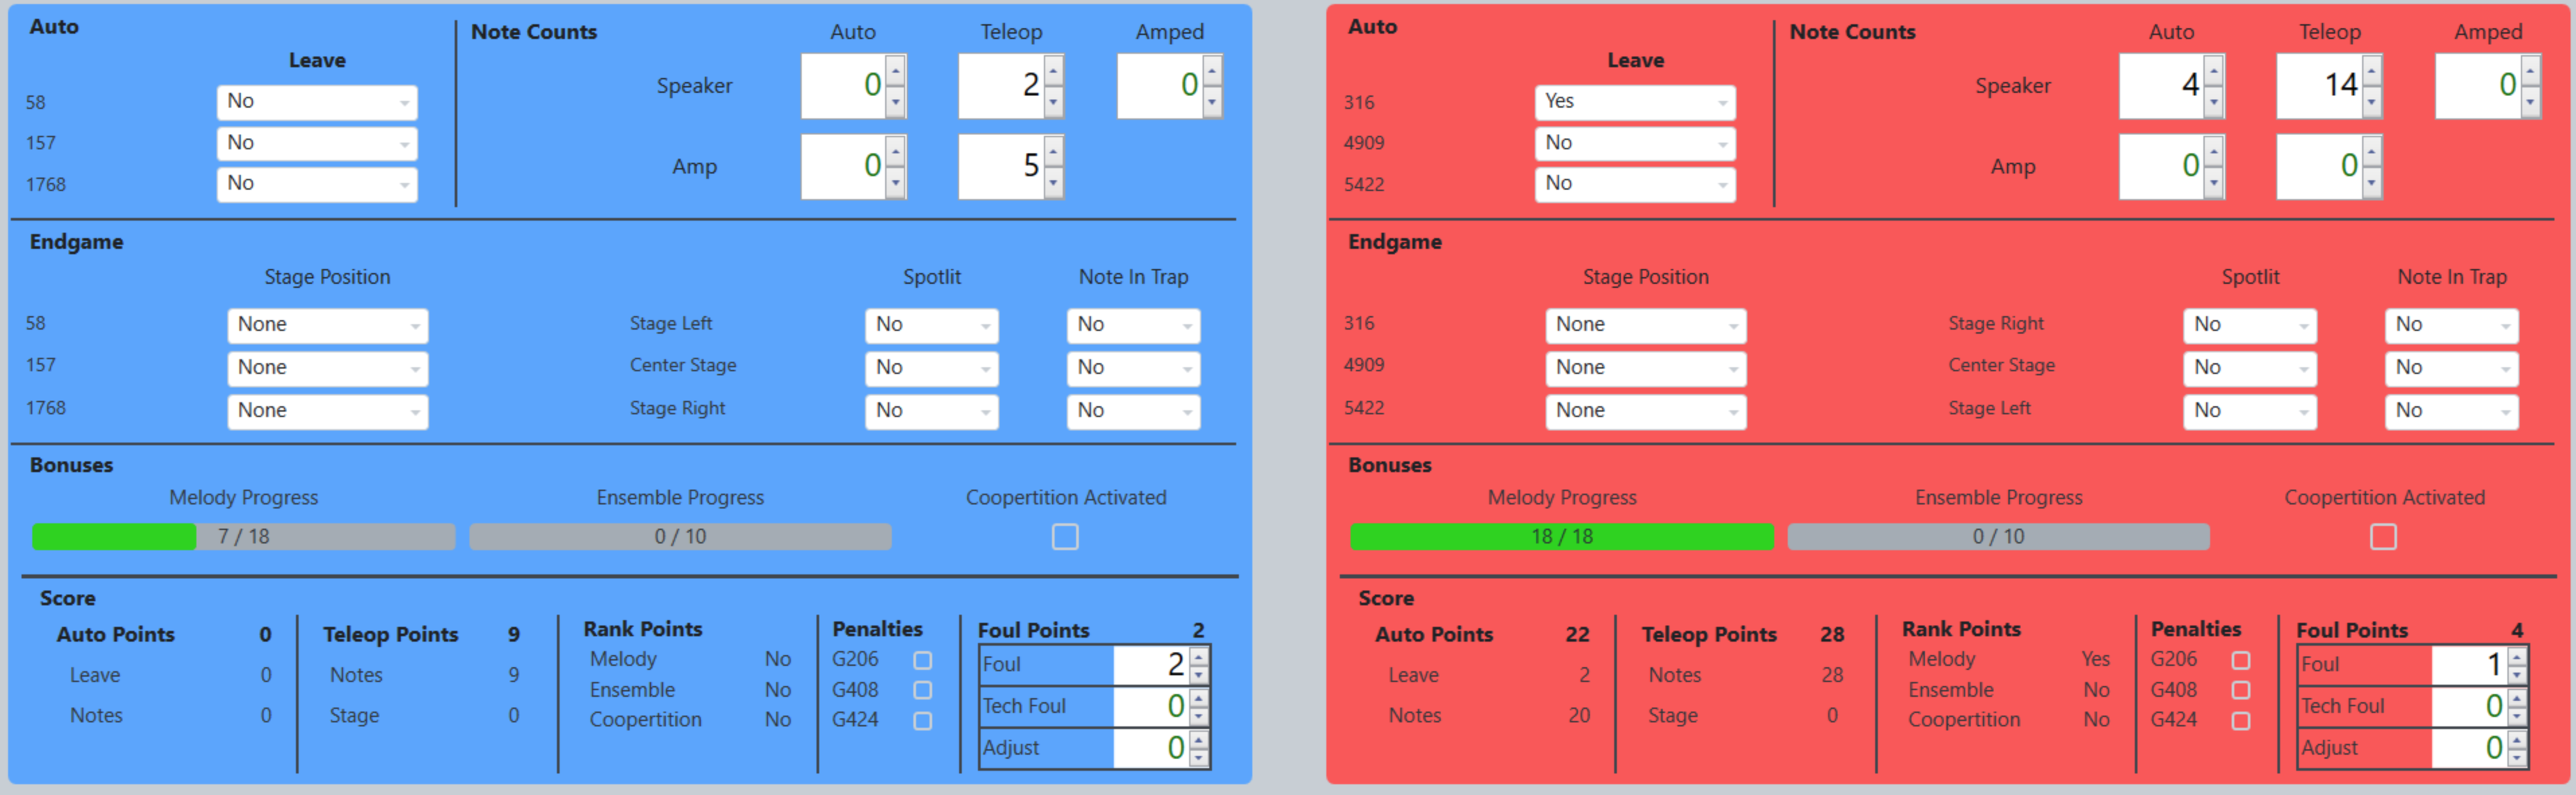 Auto
Leave
58 No
157 No
1768 No
Note Counts Auto Teleop Amped
Speaker 0 2 0
Amp 0 5
Endgame
Stage Position Spotlit Note In Trap
58 None Stage Left No No
157 None Center Stage No No
1768 None Stage Right No No
Bonuses
Melody Progress Ensemble Progress Coopertition Activated
7 / 18 0 / 10
Score
Auto Points 0
Leave 0
Notes 0
Teleop Points 9
Notes 9
Stage 0
Rank Points
Melody No
Ensemble No
Coopertition No
Penalties
G206
G408
G424
Foul Points 2
Foul 2
Tech Foul 0
Adjust 0
Auto
Leave
316 Yes
4909 No
5422 No
Note Counts Auto Teleop Amped
Speaker 4 14 0
Amp 0 0
Endgame
Stage Position Spotlit Note In Trap
316 None Stage Right No No
4909 None Center Stage No No
5422 None Stage Left No No
Bonuses
Melody Progress Ensemble Progress Coopertition Activated
18 / 18 0 / 10
Score
Auto Points 22
Leave 2
Notes 20
Teleop Points 28
Notes 28
Stage 0
Rank Points
Melody Yes
Ensemble No
Coopertition No
Penalties
G206
G408
G424
Foul Points 4
Foul 1
Tech Foul 0
Adjust 0